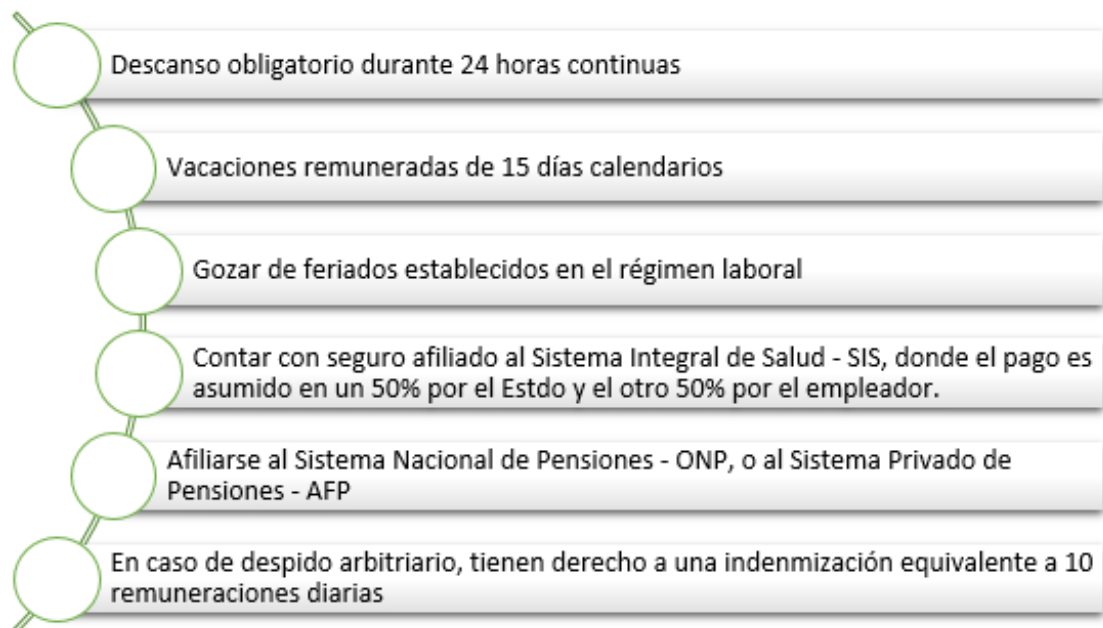 Descanso obligatorio durante 24 horas continuas
Vacaciones remuneradas de 15 días calendarios
Gozar de feriados establecidos en el régimen laboral
Contar con seguro afiliado al Sistema Integral de Salud - SIS, donde el pago es
asumido en un 50% por el Estdo y el otro 50% por el empleador.
Afiliarse al Sistema Nacional de Pensiones - ONP, o al Sistema Privado de
Pensiones - AFP
En caso de despido arbitriario, tienen derecho a una indenmización equivalente a 10
remuneraciones diarias